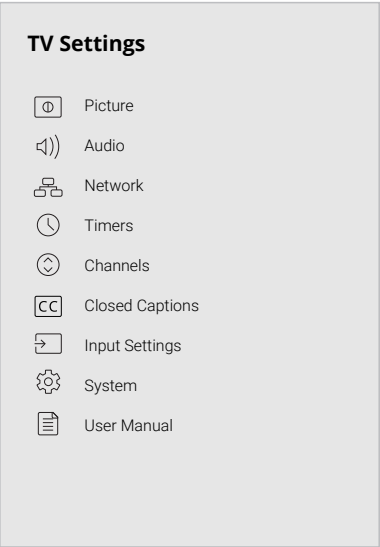 TV Settings
Picture
Audio
Network
Timers
Channels
CC Closed Captions
Input Settings
System
User Manual